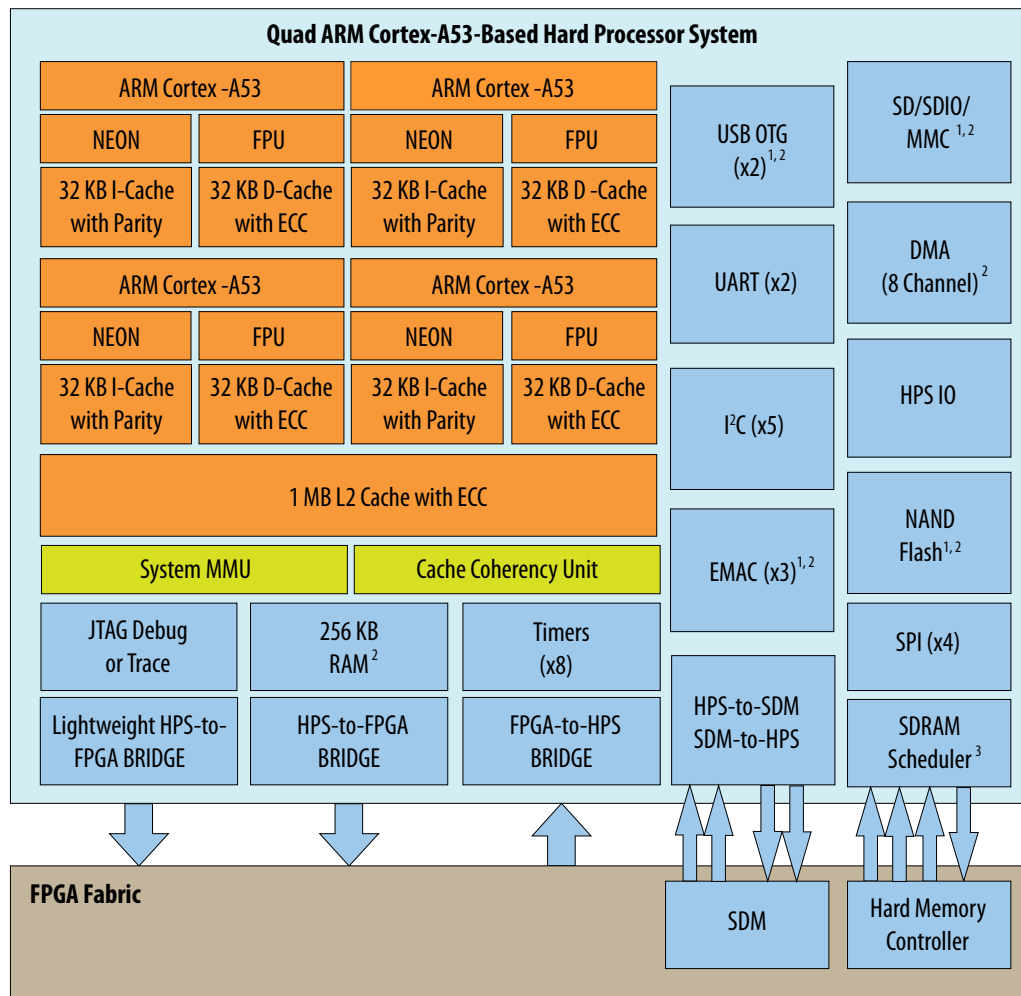 Quad ARM Cortex-A53-Based Hard Processor System
ARM Cortex -A53
ARM Cortex -A53
NEON
FPU
NEON
FPU
32 KB I-Cache
with Parity
32 KB D-Cache
with ECC
32 KB I-Cache
with Parity
32 KB D -Cache
with ECC
ARM Cortex -A53
ARM Cortex -A53
NEON
FPU
NEON
FPU
32 KB I-Cache
with Parity
32 KB D-Cache
with ECC
32 KB I-Cache
with Parity
32 KB D-Cache
with ECC
1 MB L2 Cache with ECC
System MMU
Cache Coherency Unit
JTAG Debug
or Trace
256 KB
RAM 2
Timers
(x8)
Lightweight HPS-to-
FPGA BRIDGE
HPS-to-FPGA
BRIDGE
FPGA-to-HPS
BRIDGE
USB OTG
(x2) 1, 2
UART (x2)
I²C (x5)
EMAC (x3) 1, 2
HPS-to-SDM
SDM-to-HPS
SD/SDIO/
MMC 1, 2
DMA
(8 Channel) 2
HPS IO
NAND
Flash 1, 2
SPI (x4)
SDRAM
Scheduler 3
FPGA Fabric
SDM
Hard Memory
Controller